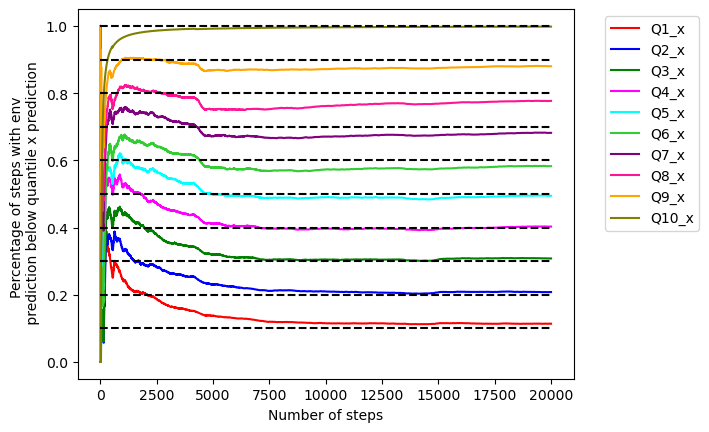 Percentage of steps with env
prediction below quantile x prediction
1.0
0.8
0.6
0.4
0.2
0.0
0
2500
5000
7500
10000
12500
15000
17500
20000
Number of steps
Q1_x
Q2_x
Q3_x
Q4_x
Q5_x
Q6_x
Q7_x
Q8_x
Q9_x
Q10_x